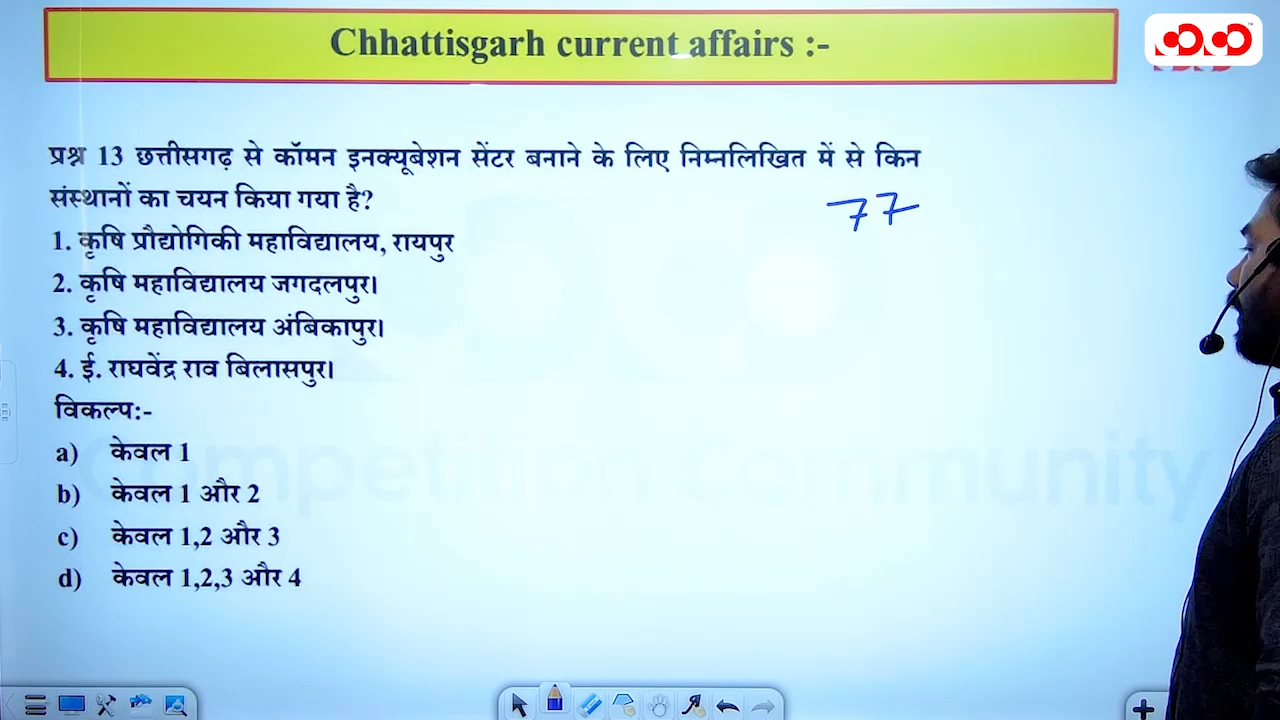 Chhattisgarh current affairs :-
प्रश्न 13 छत्तीसगढ़ से कॉमन इनक्यूबेशन सेंटर बनाने के लिए निम्नलिखित में से किन
संस्थानों का चयन किया गया है?
77
1. कृषि प्रौद्योगिकी महाविद्यालय, रायपुर
2. कृषि महाविद्यालय जगदलपुर।
3. कृषि महाविद्यालय अंबिकापुर।
4. ई. राघवेंद्र राव बिलासपुर।
विकल्प:-
a) केवल 1
b) केवल 1 और 2
c) केवल 1,2 और 3
d) केवल 1,2,3 और 4
Competition Community